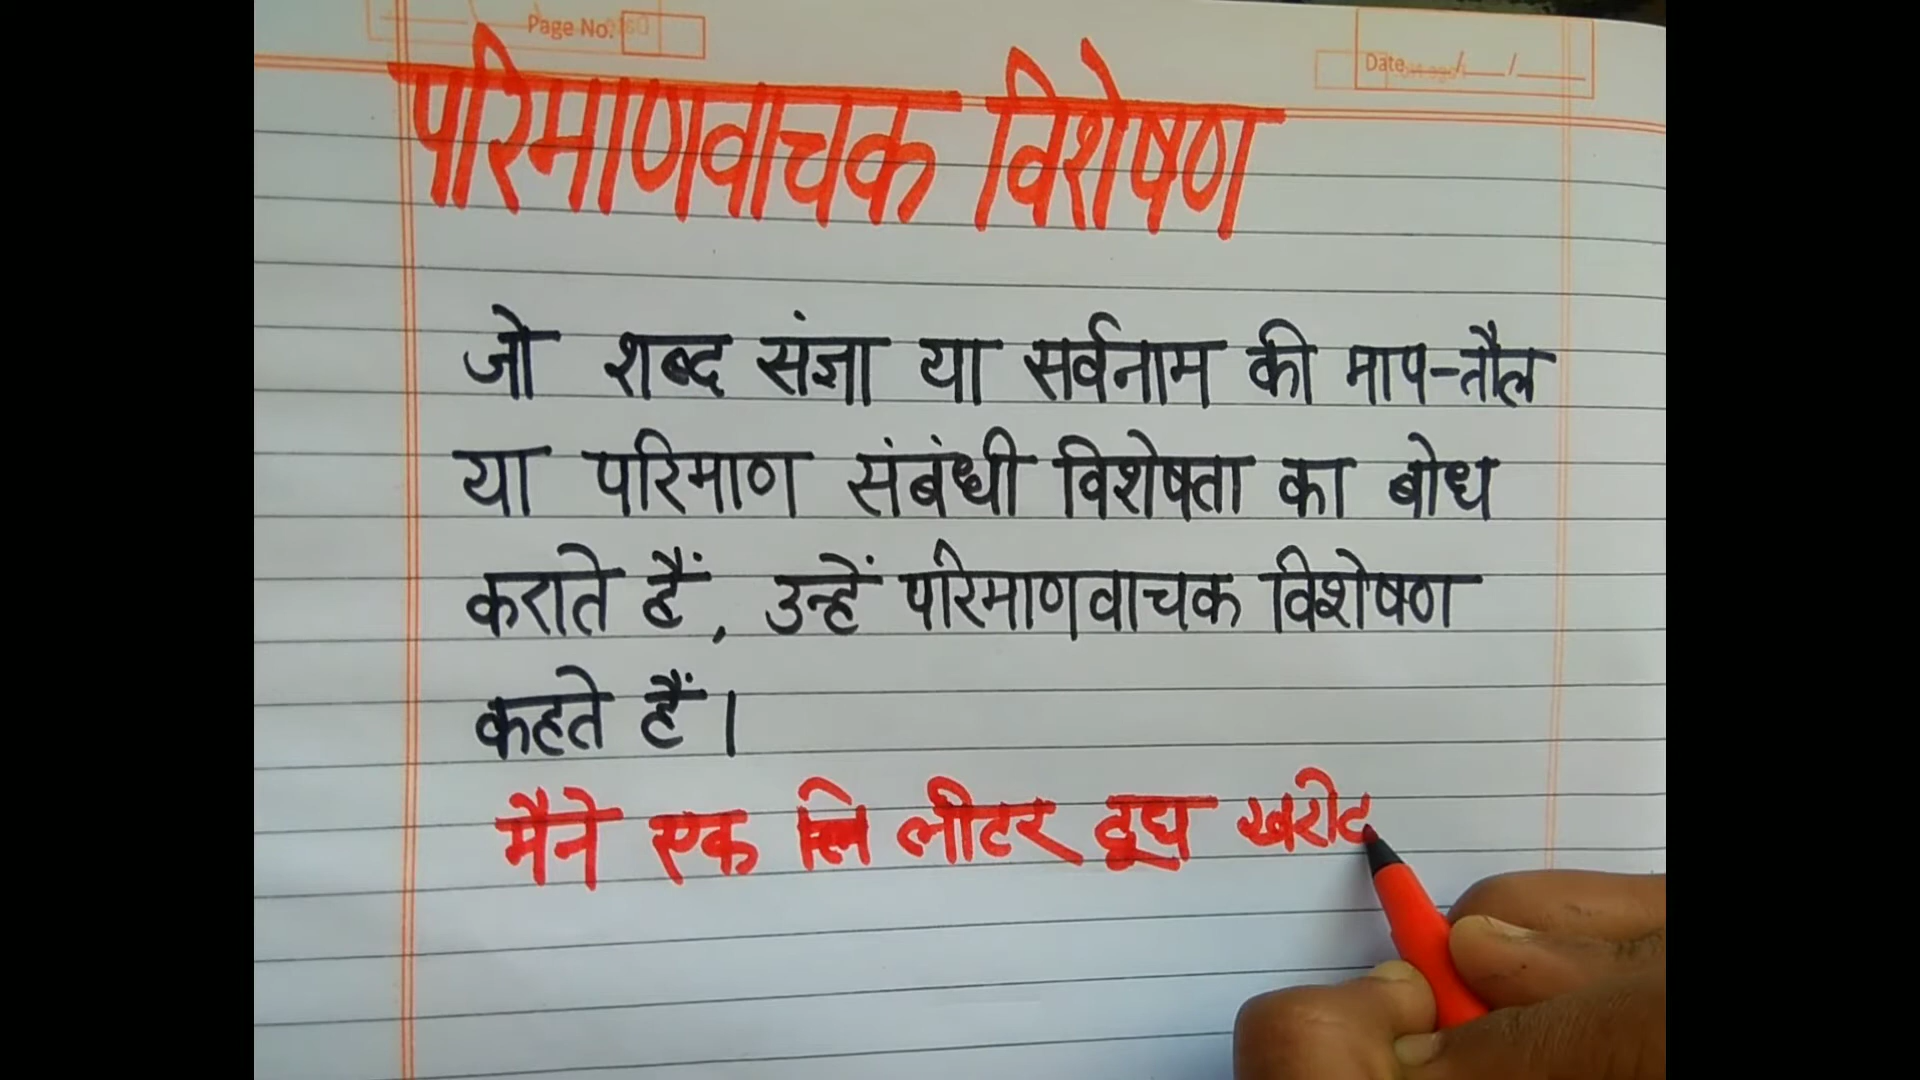 Page No.
Date / /
परिमाणवाचक विशेषण
जो शब्द संज्ञा या सर्वनाम की माप-तौल
या परिमाण संबंधी विशेषता का बोध
कराते हैं, उन्हें परिमाणवाचक विशेषण
कहते हैं।
मैने एक लि लीटर दूध खरीद